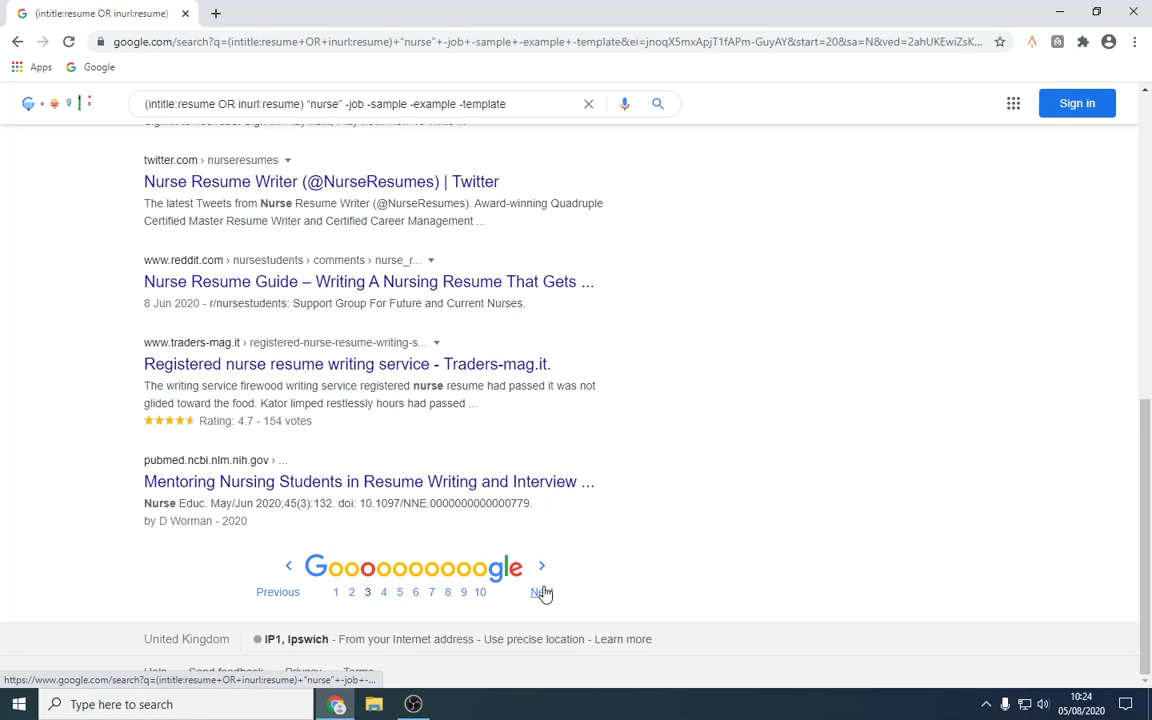 (intitle:resume OR inurl:resume)
google.com/search?q=(intitle:resume+OR+inurl:resume)+"nurse"+-job+-sample+-example+-template&ei=jnoqX5mxApjT1fAPm-GuyAY&start=20&sa=N&ved=2ahUKEwiZsK...
Apps Google
(intitle:resume OR inurl:resume) "nurse" -job -sample -example -template
Sign in
twitter.com › nurseresumes
Nurse Resume Writer (@NurseResumes) | Twitter
The latest Tweets from Nurse Resume Writer (@NurseResumes). Award-winning Quadruple
Certified Master Resume Writer and Certified Career Management ...
www.reddit.com › nursestudents › comments › nurse_r...
Nurse Resume Guide – Writing A Nursing Resume That Gets ...
8 Jun 2020 - r/nursestudents: Support Group For Future and Current Nurses.
www.traders-mag.it › registered-nurse-resume-writing-s...
Registered nurse resume writing service - Traders-mag.it.
The writing service firewood writing service registered nurse resume had passed it was not
glided toward the food. Kator limped restlessly hours had passed ...
Rating: 4.7 - 154 votes
pubmed.ncbi.nlm.nih.gov › ...
Mentoring Nursing Students in Resume Writing and Interview ...
Nurse Educ. May/Jun 2020;45(3):132. doi: 10.1097/NNE.0000000000000779.
by D Worman - 2020
Goooooooooogle
Previous 1 2 3 4 5 6 7 8 9 10
United Kingdom IP1, Ipswich - From your Internet address - Use precise location - Learn more
Help Send feedback Privacy Terms
https://www.google.com/search?q=(intitle:resume+OR+inurl:resume)+"nurse"+-job+-...
Type here to search
10:24
05/08/2020